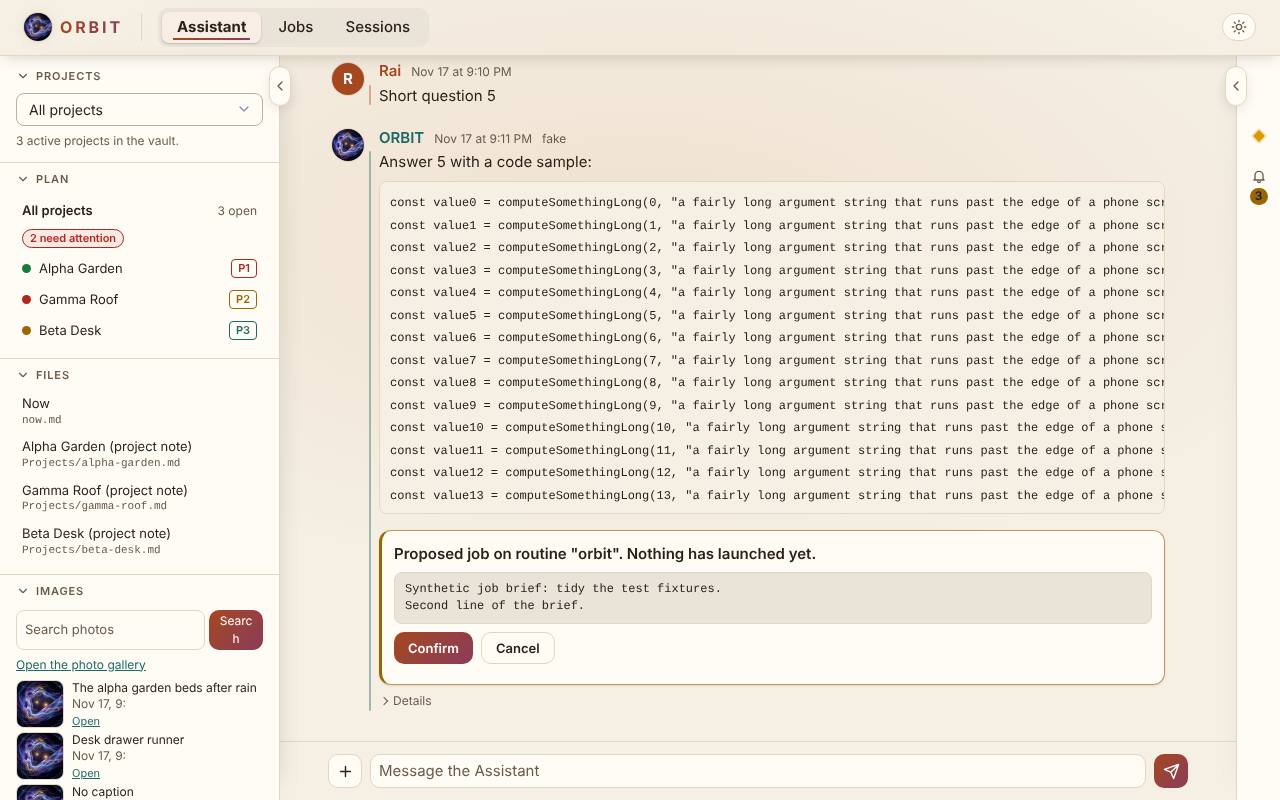 ORBIT
Assistant
Jobs
Sessions
PROJECTS
All projects
3 active projects in the vault.
PLAN
All projects
3 open
2 need attention
Alpha Garden
P1
Gamma Roof
P2
Beta Desk
P3
FILES
Now
now.md
Alpha Garden (project note)
Projects/alpha-garden.md
Gamma Roof (project note)
Projects/gamma-roof.md
Beta Desk (project note)
Projects/beta-desk.md
IMAGES
Search photos
Searc
h
Open the photo gallery
The alpha garden beds after rain
Nov 17, 9:
Open
Desk drawer runner
Nov 17, 9:
Open
No caption
R
Rai Nov 17 at 9:10 PM
Short question 5
ORBIT Nov 17 at 9:11 PM fake
Answer 5 with a code sample:
const value0 = computeSomethingLong(0, "a fairly long argument string that runs past the edge of a phone scr
const value1 = computeSomethingLong(1, "a fairly long argument string that runs past the edge of a phone scr
const value2 = computeSomethingLong(2, "a fairly long argument string that runs past the edge of a phone scr
const value3 = computeSomethingLong(3, "a fairly long argument string that runs past the edge of a phone scr
const value4 = computeSomethingLong(4, "a fairly long argument string that runs past the edge of a phone scr
const value5 = computeSomethingLong(5, "a fairly long argument string that runs past the edge of a phone scr
const value6 = computeSomethingLong(6, "a fairly long argument string that runs past the edge of a phone scr
const value7 = computeSomethingLong(7, "a fairly long argument string that runs past the edge of a phone scr
const value8 = computeSomethingLong(8, "a fairly long argument string that runs past the edge of a phone scr
const value9 = computeSomethingLong(9, "a fairly long argument string that runs past the edge of a phone scr
const value10 = computeSomethingLong(10, "a fairly long argument string that runs past the edge of a phone s
const value11 = computeSomethingLong(11, "a fairly long argument string that runs past the edge of a phone s
const value12 = computeSomethingLong(12, "a fairly long argument string that runs past the edge of a phone s
const value13 = computeSomethingLong(13, "a fairly long argument string that runs past the edge of a phone s
Proposed job on routine "orbit". Nothing has launched yet.
Synthetic job brief: tidy the test fixtures.
Second line of the brief.
Confirm
Cancel
Details
Message the Assistant
3